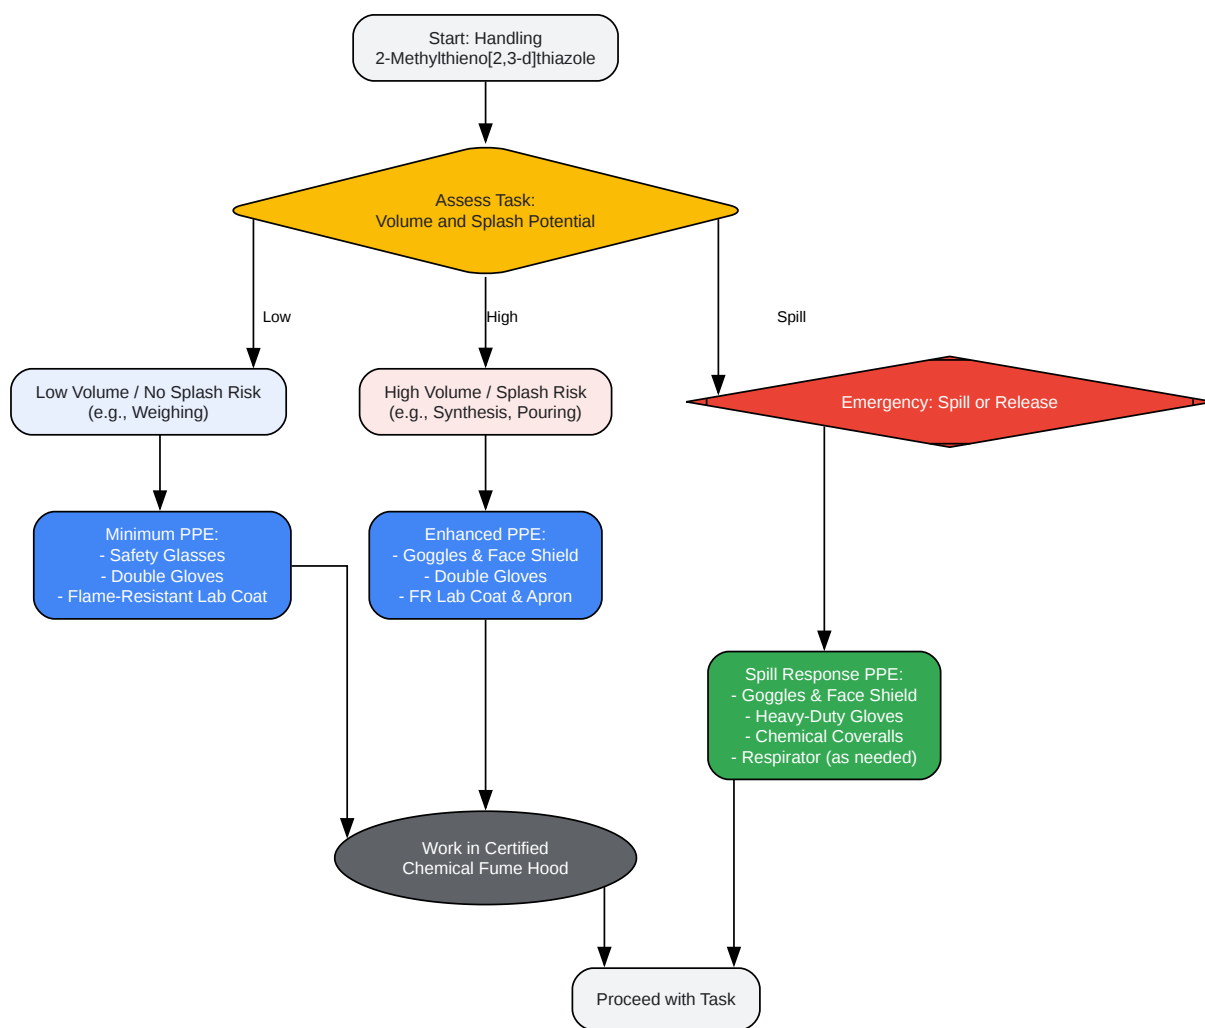 Start: Handling
2-Methylthieno[2,3-d]thiazole
Assess Task:
Volume and Splash Potential
Low
High
Spill
Low Volume / No Splash Risk
(e.g., Weighing)
High Volume / Splash Risk
(e.g., Synthesis, Pouring)
Emergency: Spill or Release
Minimum PPE:
- Safety Glasses
- Double Gloves
- Flame-Resistant Lab Coat
Enhanced PPE:
- Goggles & Face Shield
- Double Gloves
- FR Lab Coat & Apron
Spill Response PPE:
- Goggles & Face Shield
- Heavy-Duty Gloves
- Chemical Coveralls
- Respirator (as needed)
Work in Certified
Chemical Fume Hood
Proceed with Task